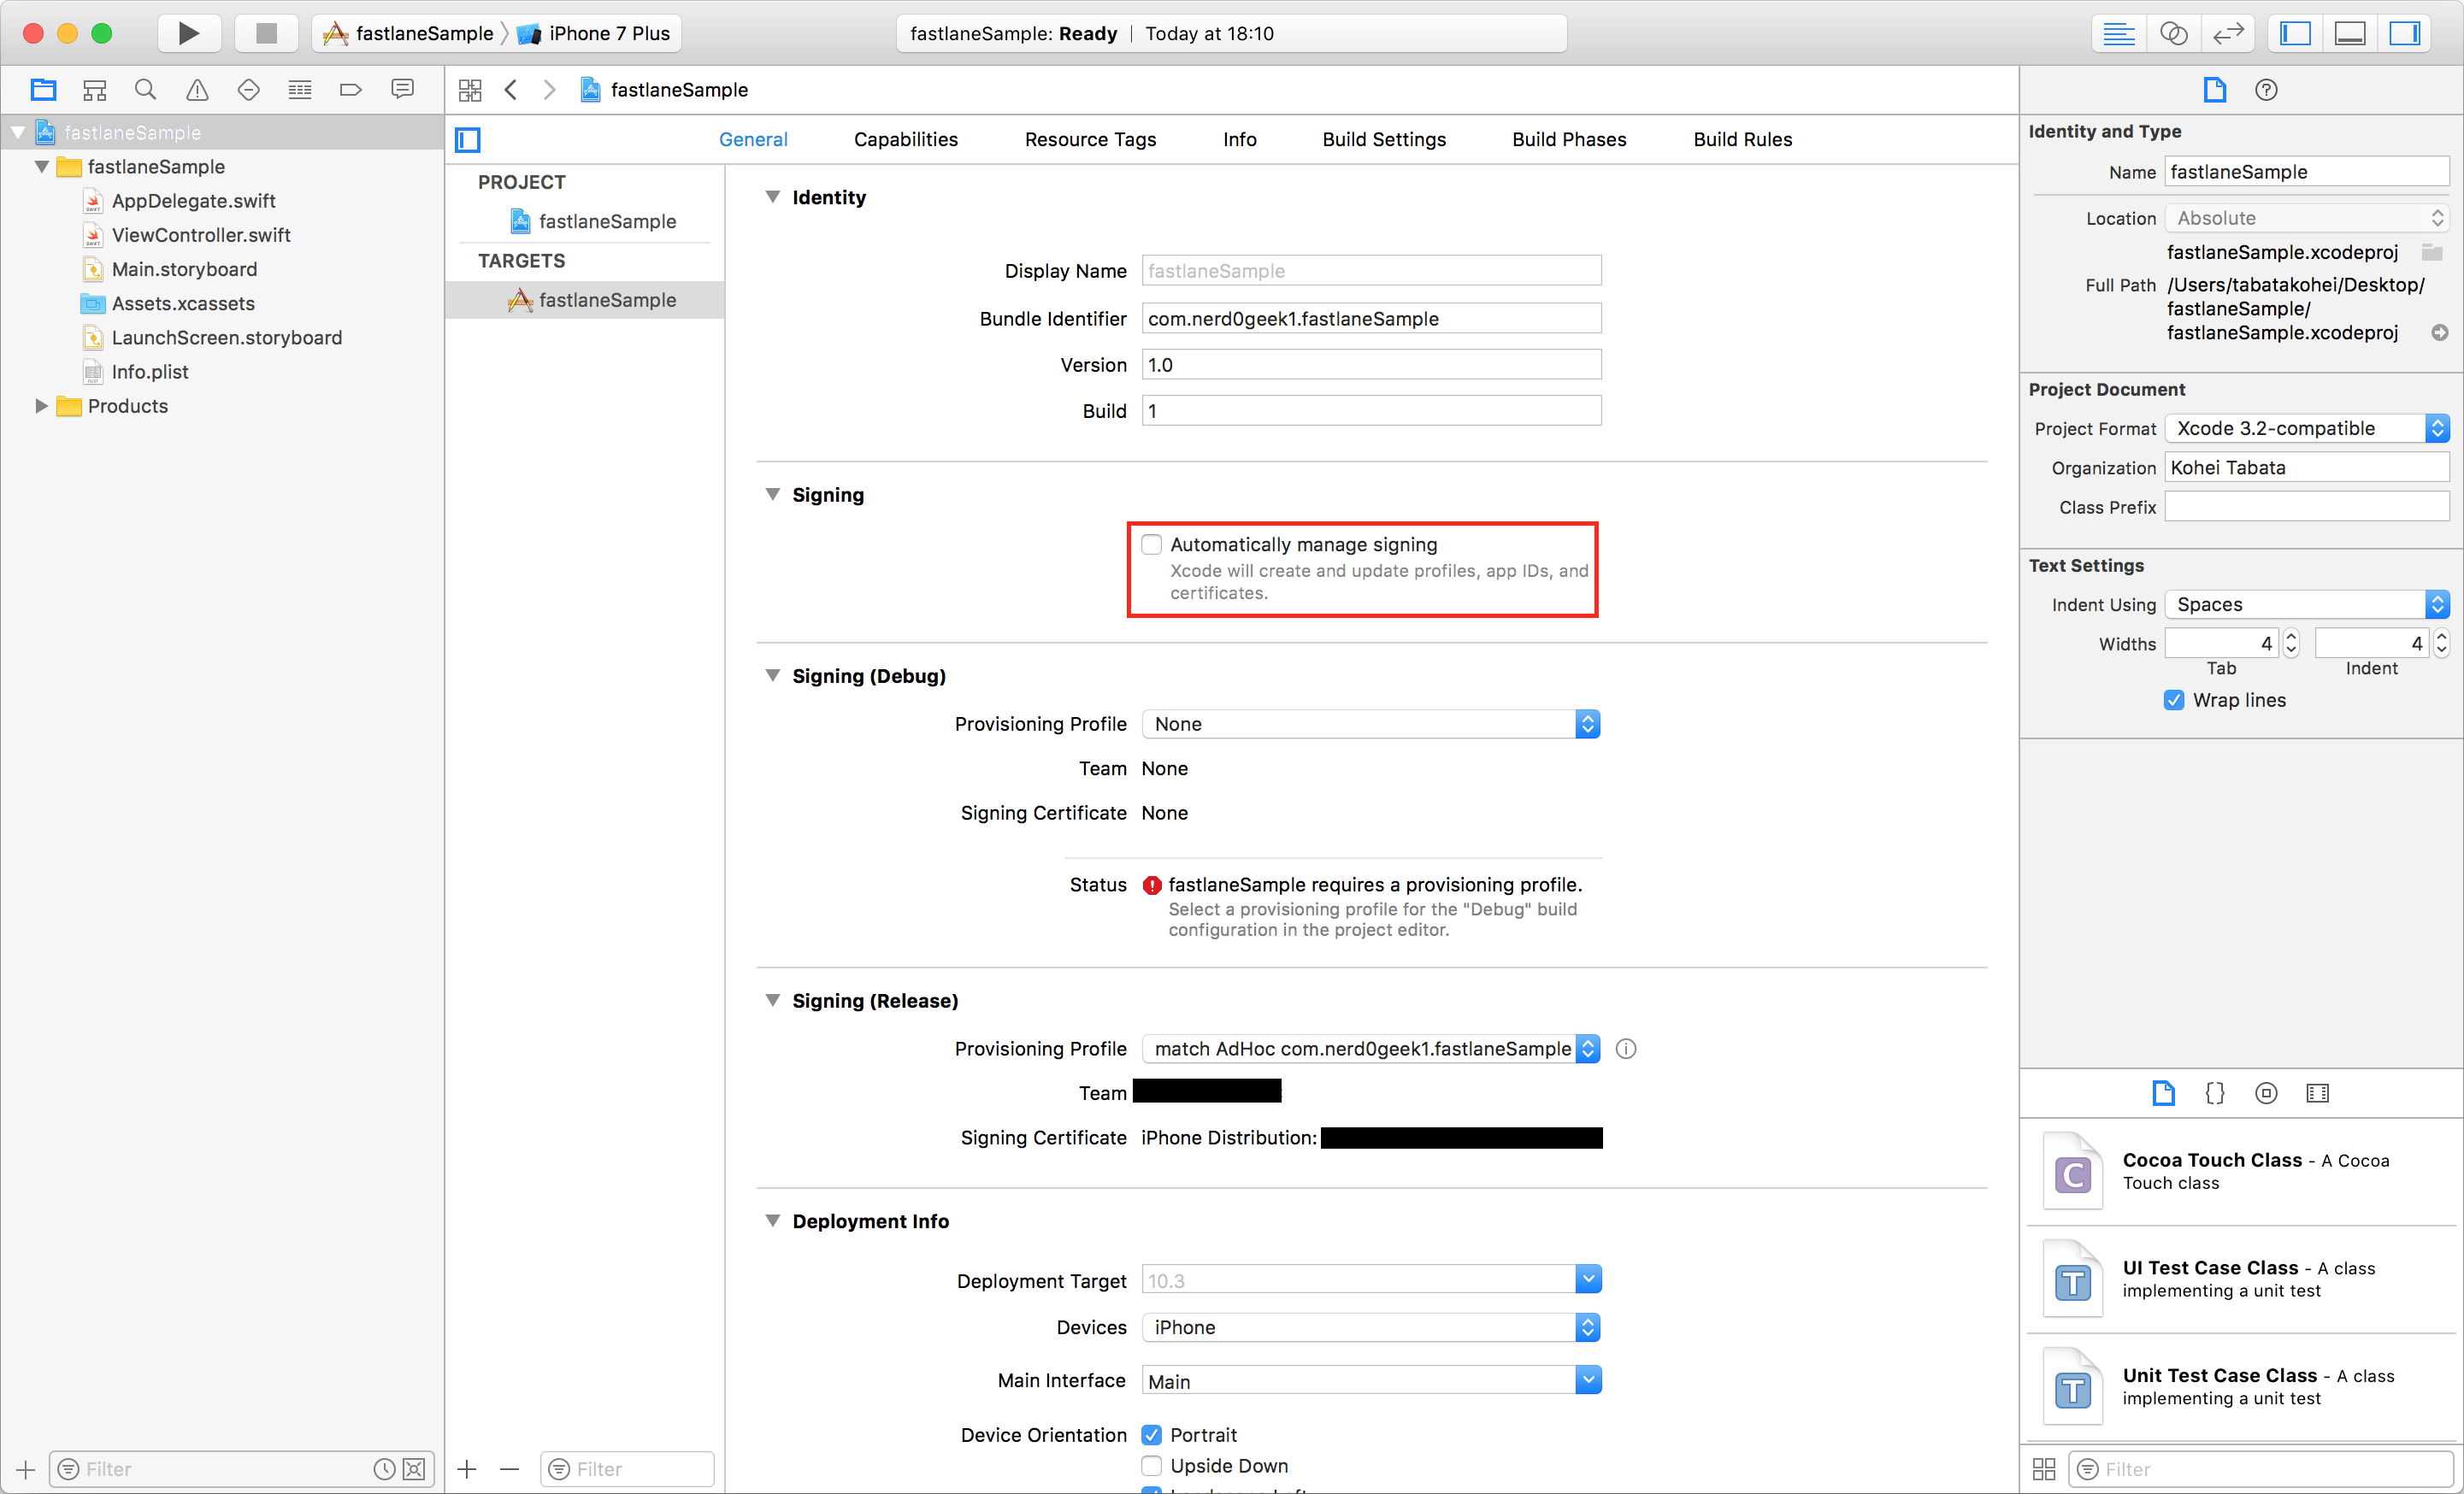 fastlaneSample
iPhone 7 Plus
fastlaneSample: Ready
Today at 18:10
fastlaneSample
fastlaneSample
fastlaneSample
AppDelegate.swift
ViewController.swift
Main.storyboard
Assets.xcassets
LaunchScreen.storyboard
Info.plist
Products
Filter
General
Capabilities
Resource Tags
Info
Build Settings
Build Phases
Build Rules
PROJECT
fastlaneSample
TARGETS
fastlaneSample
Filter
Identity
Display Name
fastlaneSample
Bundle Identifier
com.nerd0geek1.fastlaneSample
Version
1.0
Build
1
Signing
Automatically manage signing
Xcode will create and update profiles, app IDs, and
certificates.
Signing (Debug)
Provisioning Profile
None
Team
None
Signing Certificate
None
Status
fastlaneSample requires a provisioning profile.
Select a provisioning profile for the "Debug" build
configuration in the project editor.
Signing (Release)
Provisioning Profile
match AdHoc com.nerd0geek1.fastlaneSample
Team
Signing Certificate
iPhone Distribution:
Deployment Info
Deployment Target
10.3
Devices
iPhone
Main Interface
Main
Device Orientation
Portrait
Upside Down
Identity and Type
Name
fastlaneSample
Location
Absolute
fastlaneSample.xcodeproj
Full Path
/Users/tabatakohei/Desktop/
fastlaneSample/
fastlaneSample.xcodeproj
Project Document
Project Format
Xcode 3.2-compatible
Organization
Kohei Tabata
Class Prefix
Text Settings
Indent Using
Spaces
Widths
4
4
Tab
Indent
Wrap lines
C
Cocoa Touch Class - A Cocoa
Touch class
T
UI Test Case Class - A class
implementing a unit test
T
Unit Test Case Class - A class
implementing a unit test
Filter